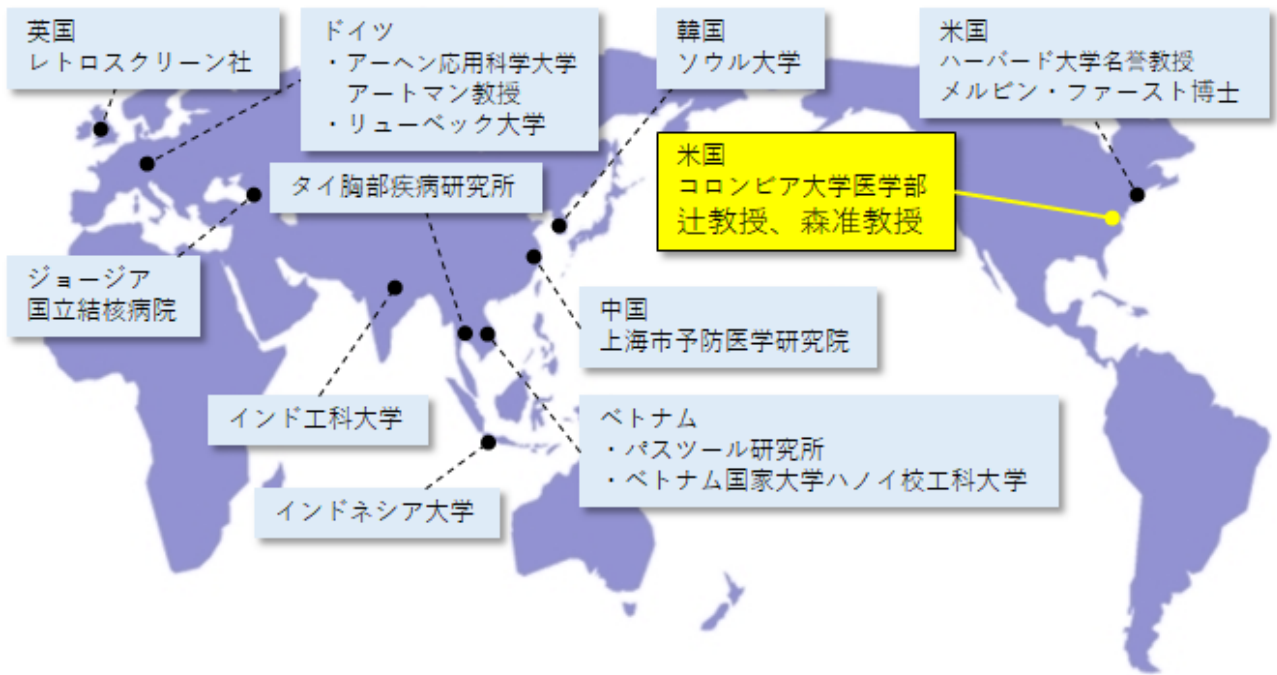 英国
レトロスクリーン社
ドイツ
・アーヘン応用科学大学
アートマン教授
・リューベック大学
韓国
ソウル大学
米国
ハーバード大学名誉教授
メルビン・ファースト博士
米国
コロンビア大学医学部
辻教授、森准教授
タイ胸部疾病研究所
ジョージア
国立結核病院
中国
上海市予防医学研究院
インド工科大学
ベトナム
・パスツール研究所
・ベトナム国家大学ハノイ校工科大学
インドネシア大学